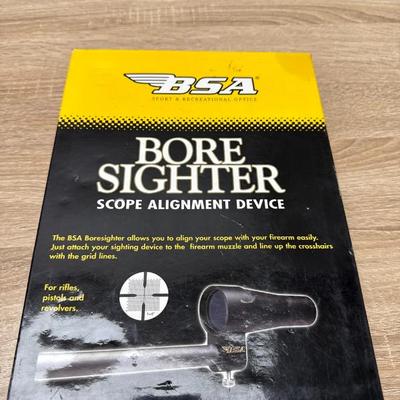 BSA®
SPORT & RECREATIONAL OPTICS
BORE
SIGHTER
SCOPE ALIGNMENT DEVICE
The BSA Boresighter allows you to align your scope with your firearm easily.
Just attach your sighting device to the firearm muzzle and line up the crosshairs
with the grid lines.
For rifles,
pistols and
revolvers.
BSA